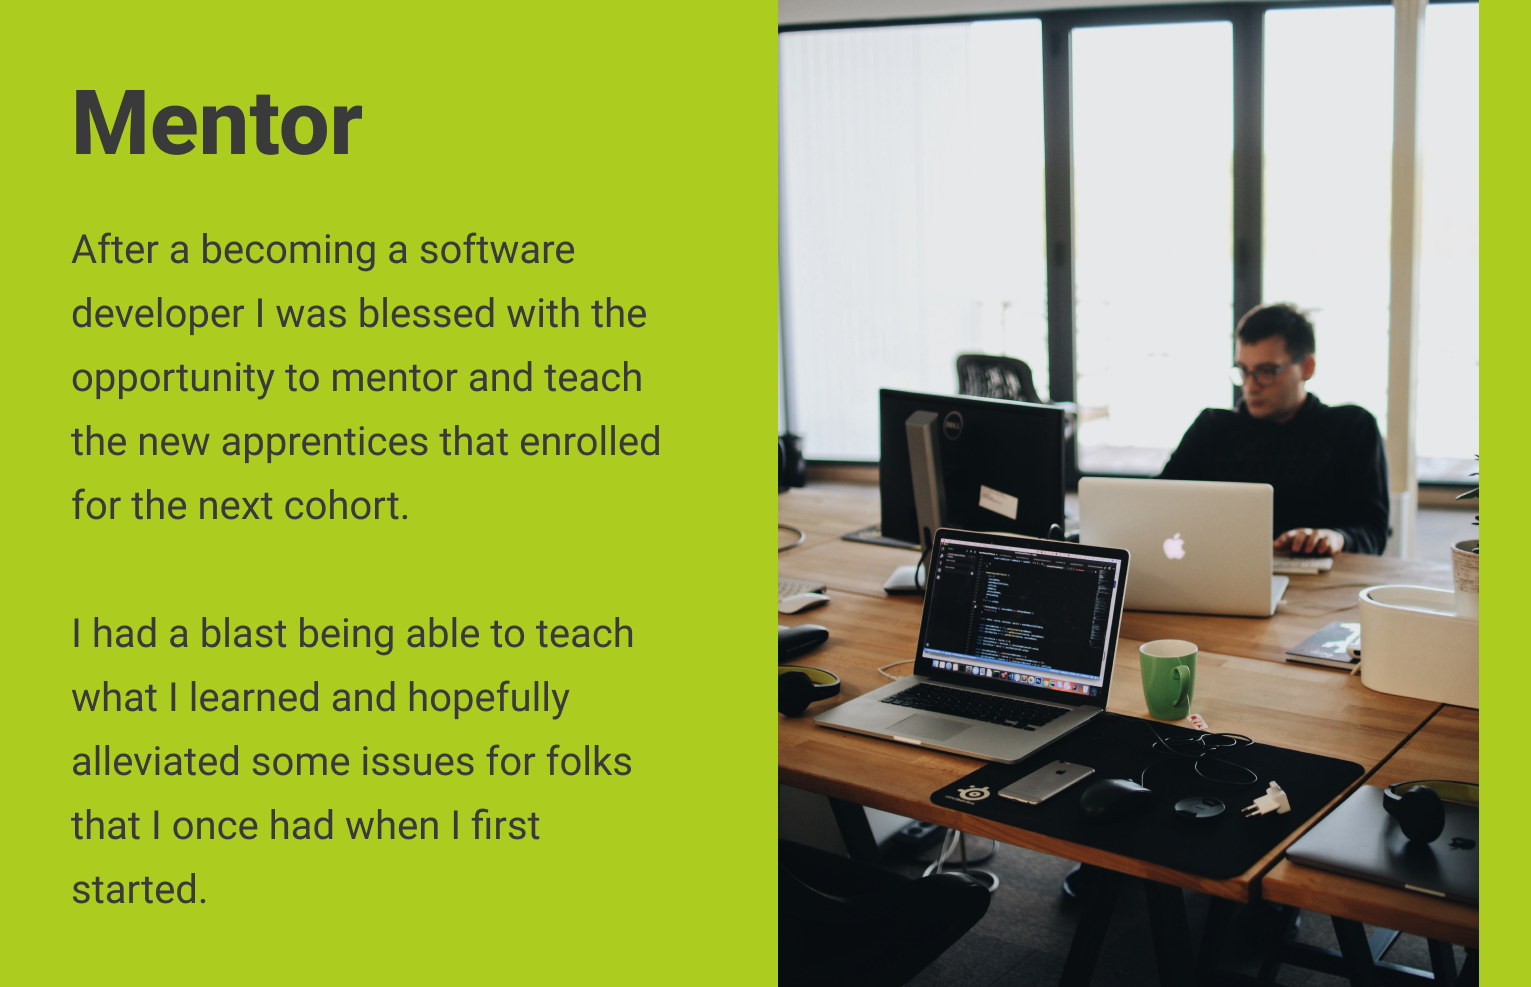 Mentor
After a becoming a software
developer I was blessed with the
opportunity to mentor and teach
the new apprentices that enrolled
for the next cohort.
I had a blast being able to teach
what I learned and hopefully
alleviated some issues for folks
that I once had when I first
started.
DELL